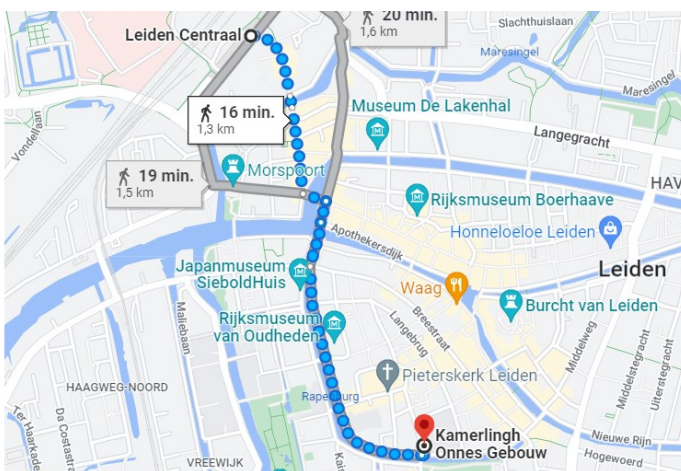 20 min.
1,6 km
Slachthuislaan
Leiden Centraal
Maresingel
Maresingel
16 min.
1,3 km
Museum De Lakenhal
Langegracht
Vondellaan
19 min.
1,5 km
Morspoort
HAV
Rijksmuseum Boerhaave
Apothekersdijk
Honneloeloe Leiden
Japanmuseum
SieboldHuis
Leiden
Waag
Burcht van Leiden
Maliebaan
Rijksmuseum
van Oudheden
Breestraat
Langebrug
Middelweg
Middelstegracht
Uiterstegracht
HAAGWEG-NOORD
Pieterskerk Leiden
Rapenburg
Ter Haarkade
Da Costastraat
Kamerlingh
Onnes Gebouw
Nieuwe Rijn
Hogewoerd
VREEWIJK